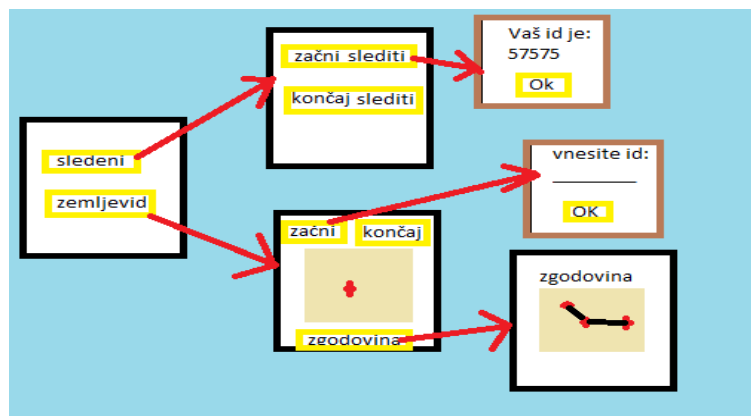 sledeni
zemljevid
začni slediti
končaj slediti
Vaš id je:
57575
Ok
začni
končaj
zgodovina
vnesite id:
OK
zgodovina